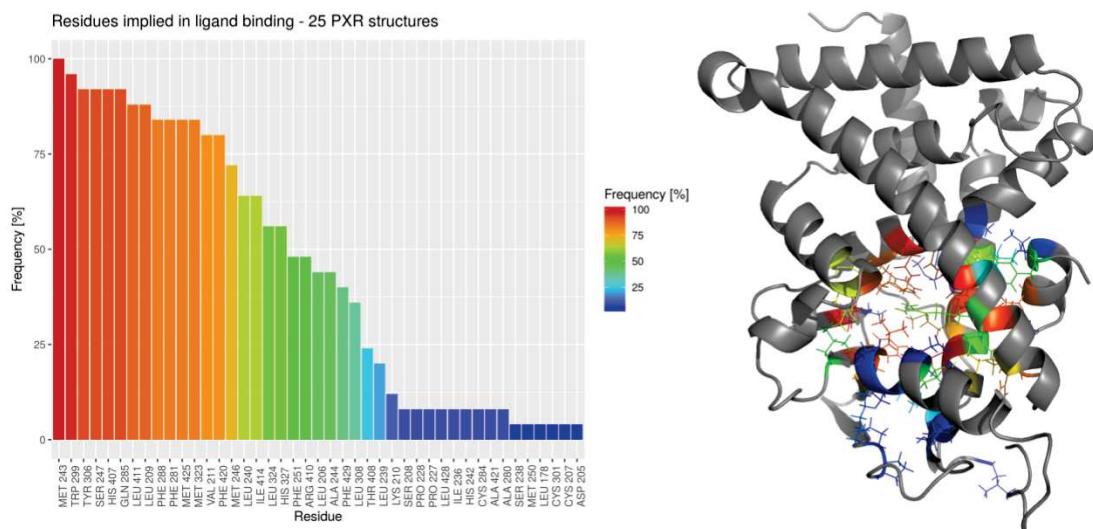 Residues implied in ligand binding - 25 PXR structures
Frequency [%]
100
75
50
25
0
MET 243
TRP 299
TYR 306
SER 247
HIS 407
GLN 285
LEU 411
LEU 209
PHE 288
PHE 281
MET 425
MET 323
VAL 211
PHE 420
MET 246
LEU 240
ILE 414
LEU 324
HIS 327
PHE 251
ARG 410
LEU 206
ALA 244
PHE 429
LEU 308
THR 408
LEU 239
LYS 210
SER 208
PRO 228
PRO 227
LEU 428
ILE 236
HIS 242
CYS 284
ALA 421
ALA 280
SER 238
MET 250
LEU 178
CYS 301
CYS 207
ASP 205
Residue
Frequency [%]
100
75
50
25